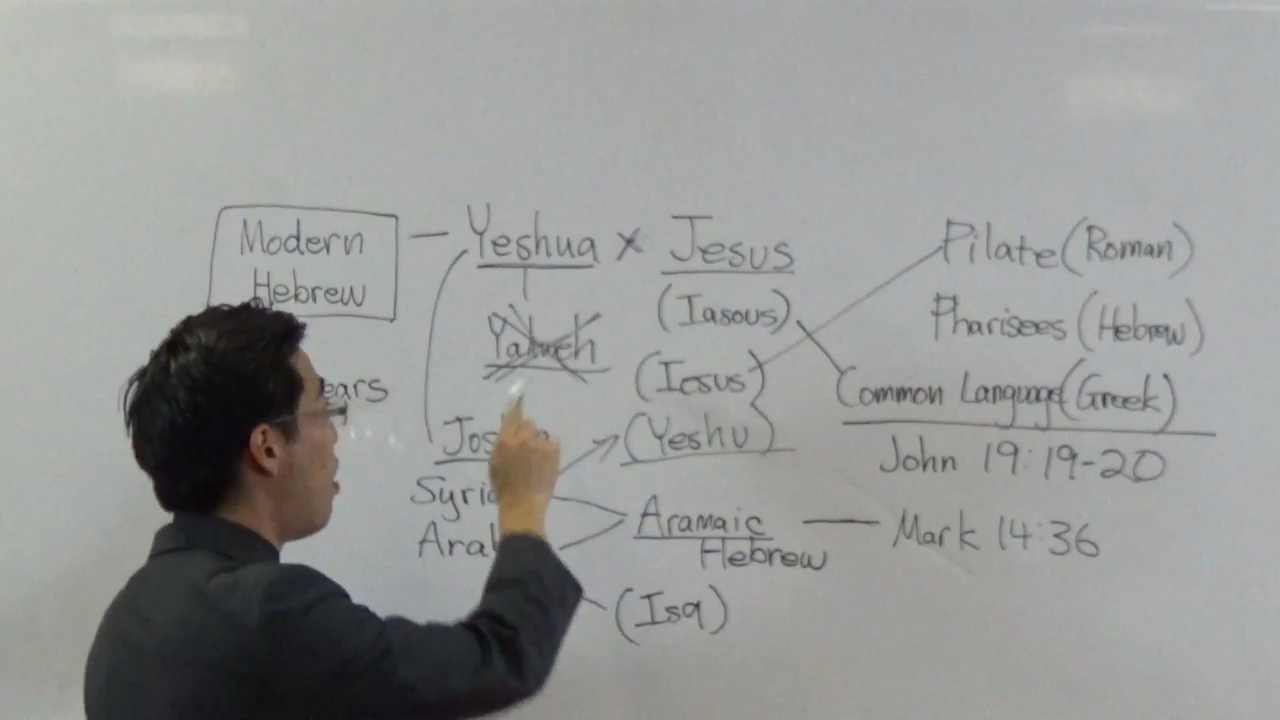 Modern — Yeshua x Jesus
Hebrew
Yahweh
(Iasous)
(Iesus)
(Yeshu)
Pilate (Roman)
Pharisees (Hebrew)
Common Language (Greek)
John 19:19-20
Aramaic — Mark 14:36
Hebrew
(Isa)